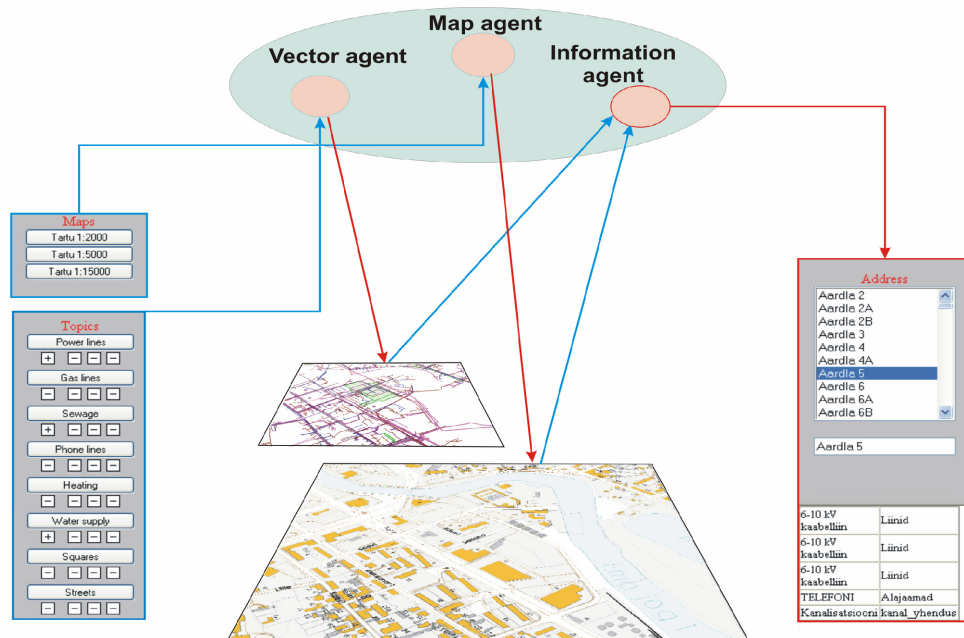 Map agent
Vector agent
Information
agent
Maps
Tartu 1:2000
Tartu 1:5000
Tartu 1:15000
Topics
Power lines
+ − − −
Gas lines
− − − −
Sewage
+ − − −
Phone lines
− − − −
Heating
− − − −
Water supply
+ − − −
Squares
− − − −
Streets
− − − −
Address
Aardla 2
Aardla 2A
Aardla 2B
Aardla 3
Aardla 4
Aardla 4A
Aardla 5
Aardla 6
Aardla 6A
Aardla 6B
Aardla 5
6-10 kV
kaabelliin Liinid
6-10 kV
kaabelliin Liinid
6-10 kV
kaabelliin Liinid
TELEFONI Alajaamad
Kanalisatsiooni kanal_yhendus